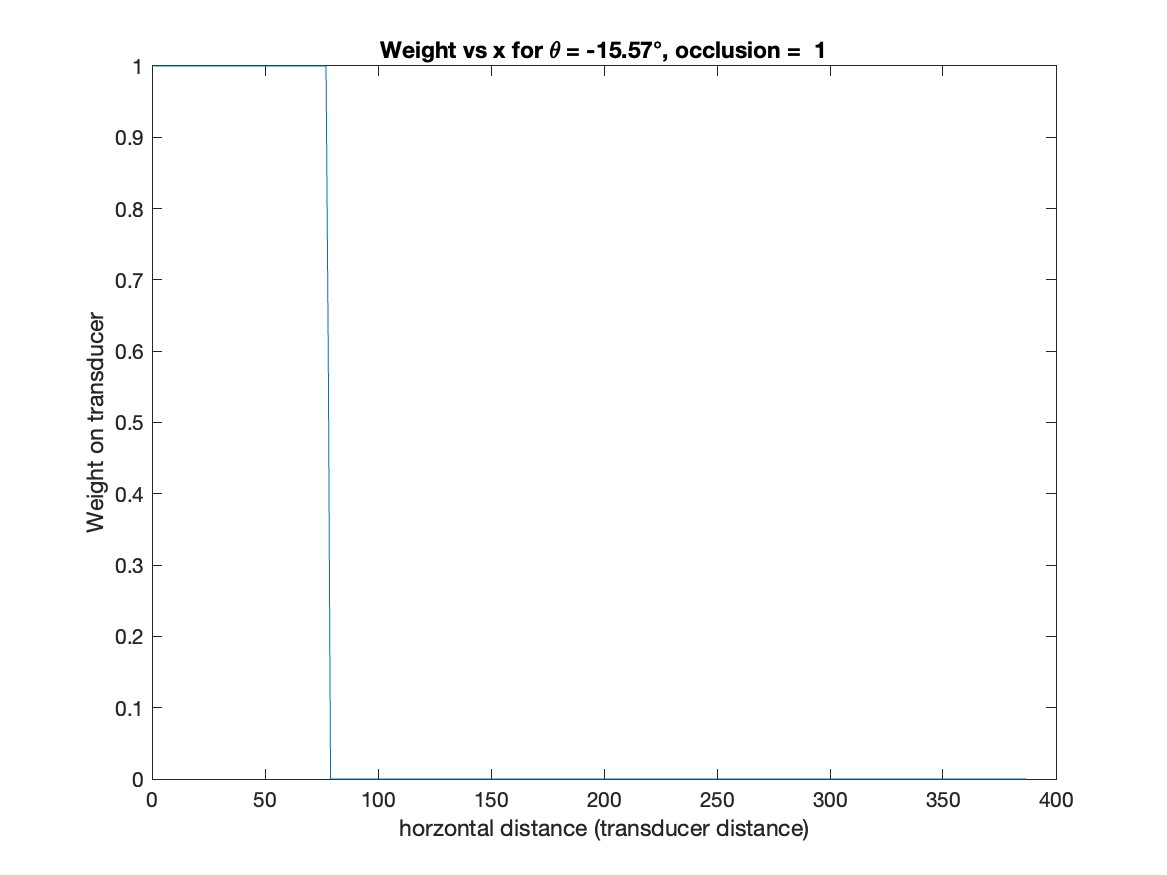 Weight vs x for θ = -15.57°, occlusion =  1
1
0.9
0.8
0.7
0.6
0.5
0.4
0.3
0.2
0.1
0
Weight on transducer
0 50 100 150 200 250 300 350 400
horzontal distance (transducer distance)